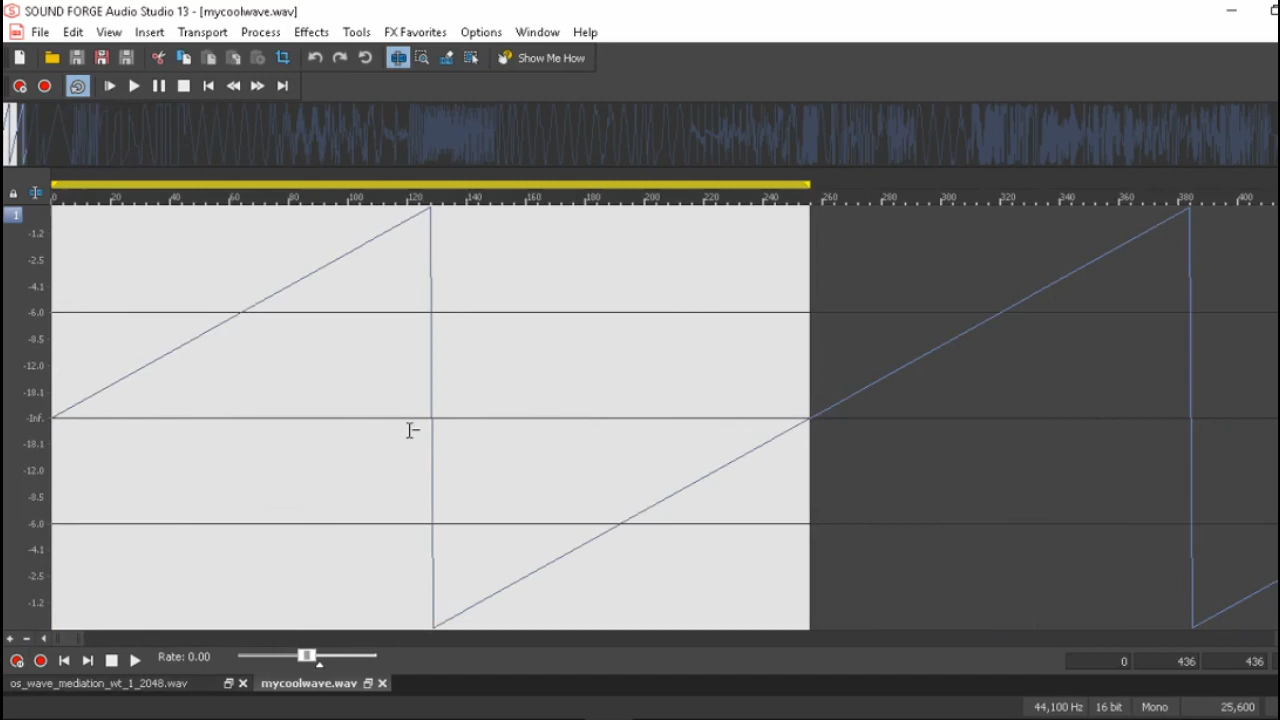 SOUND FORGE Audio Studio 13 - [mycoolwave.wav]
File Edit View Insert Transport Process Effects Tools FX Favorites Options Window Help
Show Me How
0 20 40 60 80 100 120 140 160 180 200 220 240 260 280 300 320 340 360 380 400
1
-1.2
-2.5
-4.1
-6.0
-8.5
-12.0
-18.1
-Inf.
-18.1
-12.0
-8.5
-6.0
-4.1
-2.5
-1.2
Rate: 0.00
0 436 436
os_wave_mediation_wt_1_2048.wav mycoolwave.wav
44,100 Hz 16 bit Mono 25,600